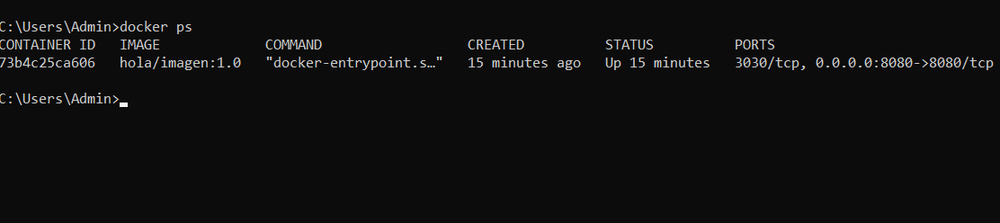 C:\Users\Admin>docker ps
CONTAINER ID   IMAGE             COMMAND                  CREATED          STATUS          PORTS
73b4c25ca606   hola/imagen:1.0   "docker-entrypoint.s…"   15 minutes ago   Up 15 minutes   3030/tcp, 0.0.0.0:8080->8080/tcp
C:\Users\Admin>